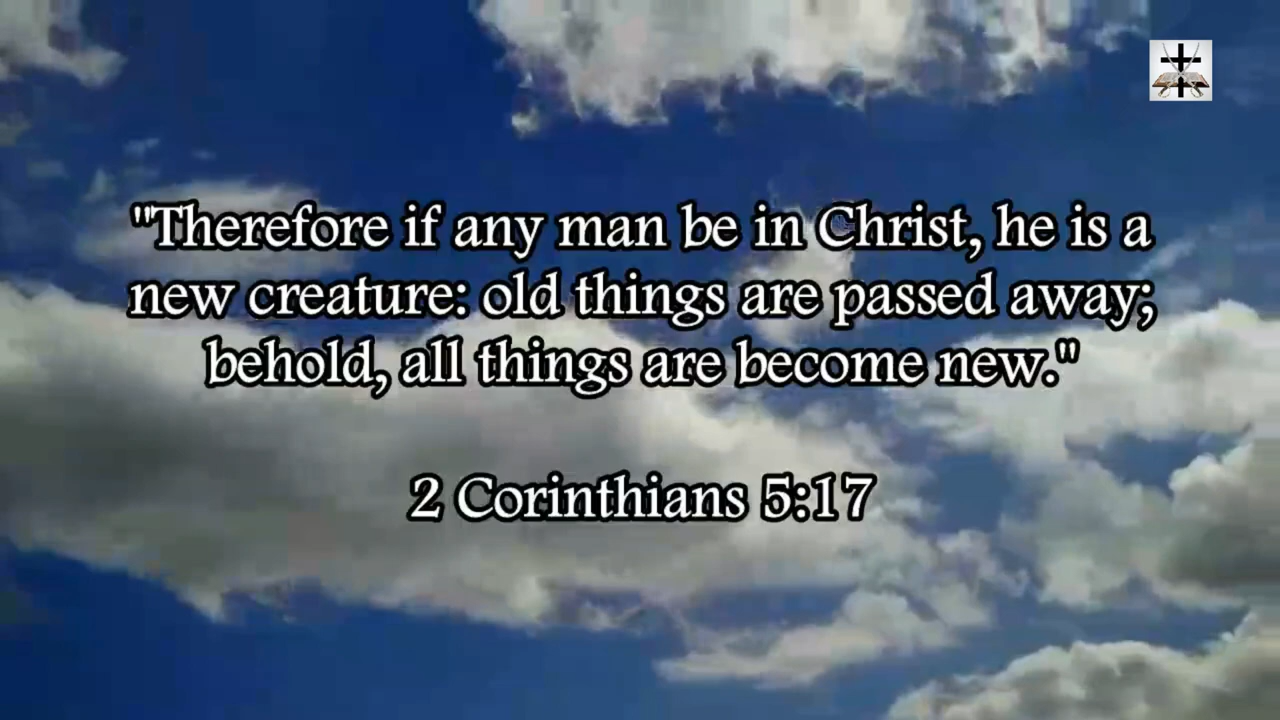 "Therefore if any man be in Christ, he is a
new creature: old things are passed away;
behold, all things are become new."
2 Corinthians 5:17